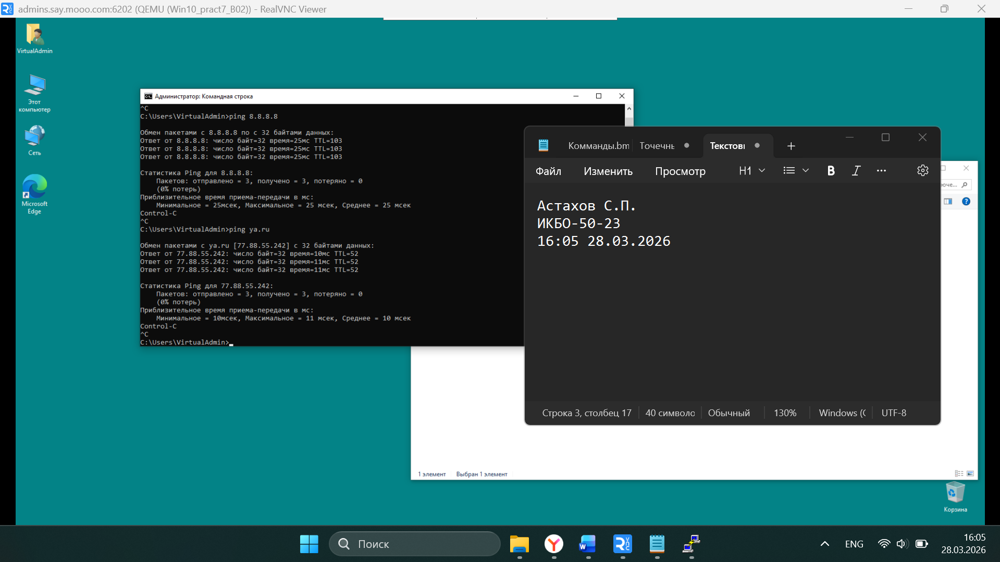 admins.say.mooo.com:6202 (QEMU (Win10_pract7_B02)) - RealVNC Viewer
VirtualAdmin
Этот
компьютер
Сеть
Microsoft
Edge
Администратор: Командная строка
^C
C:\Users\VirtualAdmin>ping 8.8.8.8
Обмен пакетами с 8.8.8.8 по с 32 байтами данных:
Ответ от 8.8.8.8: число байт=32 время=25мс TTL=103
Ответ от 8.8.8.8: число байт=32 время=25мс TTL=103
Ответ от 8.8.8.8: число байт=32 время=25мс TTL=103
Статистика Ping для 8.8.8.8:
Пакетов: отправлено = 3, получено = 3, потеряно = 0
(0% потерь)
Приблизительное время приема-передачи в мс:
Минимальное = 25мсек, Максимальное = 25 мсек, Среднее = 25 мсек
Control-C
^C
C:\Users\VirtualAdmin>ping ya.ru
Обмен пакетами с ya.ru [77.88.55.242] с 32 байтами данных:
Ответ от 77.88.55.242: число байт=32 время=10мс TTL=52
Ответ от 77.88.55.242: число байт=32 время=11мс TTL=52
Ответ от 77.88.55.242: число байт=32 время=11мс TTL=52
Статистика Ping для 77.88.55.242:
Пакетов: отправлено = 3, получено = 3, потеряно = 0
(0% потерь)
Приблизительное время приема-передачи в мс:
Минимальное = 10мсек, Максимальное = 11 мсек, Среднее = 10 мсек
Control-C
^C
C:\Users\VirtualAdmin>
Комманды.bm Точечнь Текстові
Файл Изменить Просмотр H1 B I
Астахов С.П.
ИКБО-50-23
16:05 28.03.2026
Строка 3, столбец 17 40 символо Обычный 130% Windows (C UTF-8
юче...
1 элемент Выбран 1 элемент
Корзина
Поиск
ENG
16:05
28.03.2026